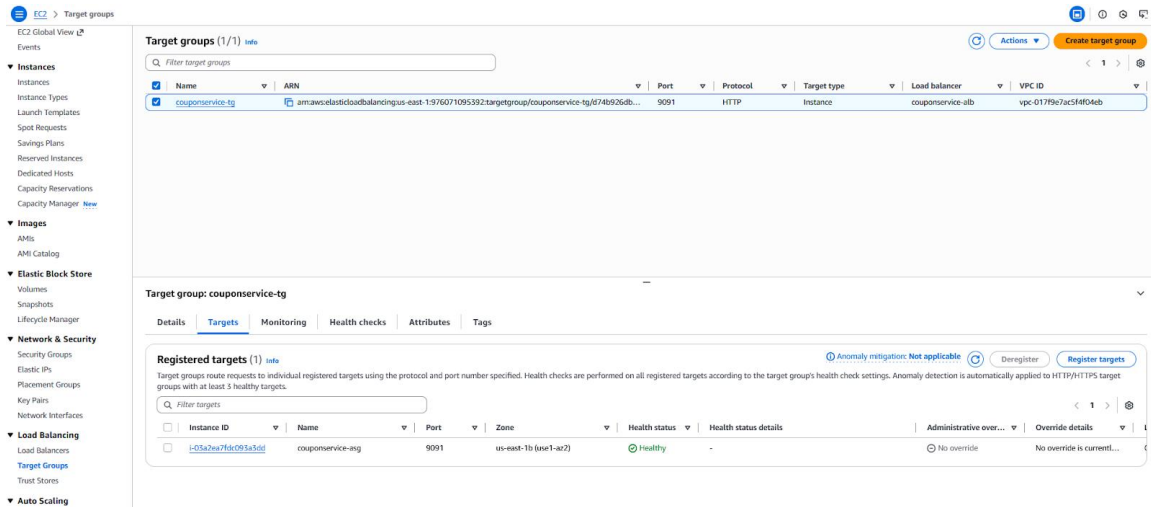 EC2 > Target groups
EC2 Global View
Events
Instances
Instances
Instance Types
Launch Templates
Spot Requests
Savings Plans
Reserved Instances
Dedicated Hosts
Capacity Reservations
Capacity Manager New
Images
AMIs
AMI Catalog
Elastic Block Store
Volumes
Snapshots
Lifecycle Manager
Network & Security
Security Groups
Elastic IPs
Placement Groups
Key Pairs
Network Interfaces
Load Balancing
Load Balancers
Target Groups
Trust Stores
Auto Scaling
Target groups (1/1) Info
Actions
Create target group
Filter target groups
1
Name ARN Port Protocol Target type Load balancer VPC ID
couponservice-tg arn:aws:elasticloadbalancing:us-east-1:976071095392:targetgroup/couponservice-tg/d74b926db... 9091 HTTP Instance couponservice-alb vpc-017f9e7ac5f4f04eb
Target group: couponservice-tg
Details Targets Monitoring Health checks Attributes Tags
Registered targets (1) Info
Anomaly mitigation: Not applicable
Deregister
Register targets
Target groups route requests to individual registered targets using the protocol and port number specified. Health checks are performed on all registered targets according to the target group's health check settings. Anomaly detection is automatically applied to HTTP/HTTPS target
groups with at least 3 healthy targets.
Filter targets
1
Instance ID Name Port Zone Health status Health status details Administrative over... Override details
i-03a2ea7fdc093a3dd couponservice-asg 9091 us-east-1b (use1-az2) Healthy - No override No override is currentl...